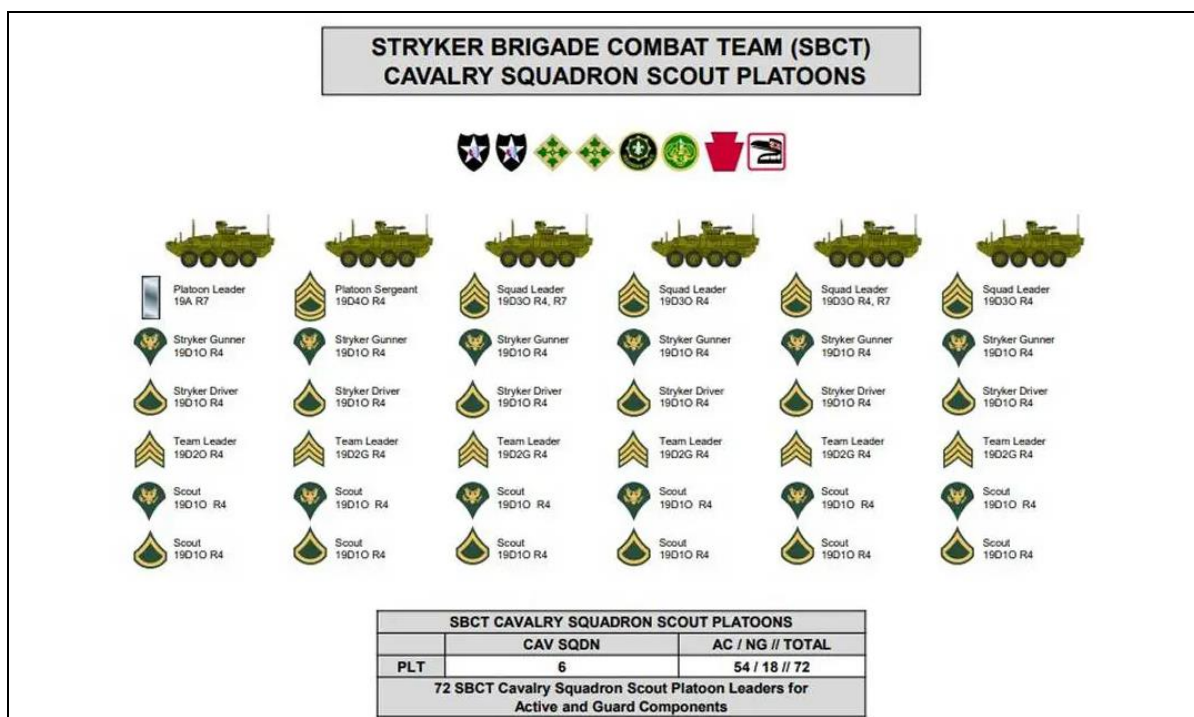 STRYKER BRIGADE COMBAT TEAM (SBCT)
CAVALRY SQUADRON SCOUT PLATOONS
Platoon Leader
19A R7
Platoon Sergeant
19D4O R4
Squad Leader
19D3O R4, R7
Squad Leader
19D3O R4
Squad Leader
19D3O R4, R7
Squad Leader
19D3O R4
Stryker Gunner
19D1O R4
Stryker Gunner
19D1O R4
Stryker Gunner
19D1O R4
Stryker Gunner
19D1O R4
Stryker Gunner
19D1O R4
Stryker Gunner
19D1O R4
Stryker Driver
19D1O R4
Stryker Driver
19D1O R4
Stryker Driver
19D1O R4
Stryker Driver
19D1O R4
Stryker Driver
19D1O R4
Stryker Driver
19D1O R4
Team Leader
19D2O R4
Team Leader
19D2G R4
Team Leader
19D2G R4
Team Leader
19D2G R4
Team Leader
19D2G R4
Team Leader
19D2G R4
Scout
19D1O R4
Scout
19D1O R4
Scout
19D1O R4
Scout
19D1O R4
Scout
19D1O R4
Scout
19D1O R4
Scout
19D1O R4
Scout
19D1O R4
Scout
19D1O R4
Scout
19D1O R4
Scout
19D1O R4
Scout
19D1O R4
SBCT CAVALRY SQUADRON SCOUT PLATOONS
CAV SQDN AC / NG // TOTAL
PLT 6 54 / 18 // 72
72 SBCT Cavalry Squadron Scout Platoon Leaders for
Active and Guard Components